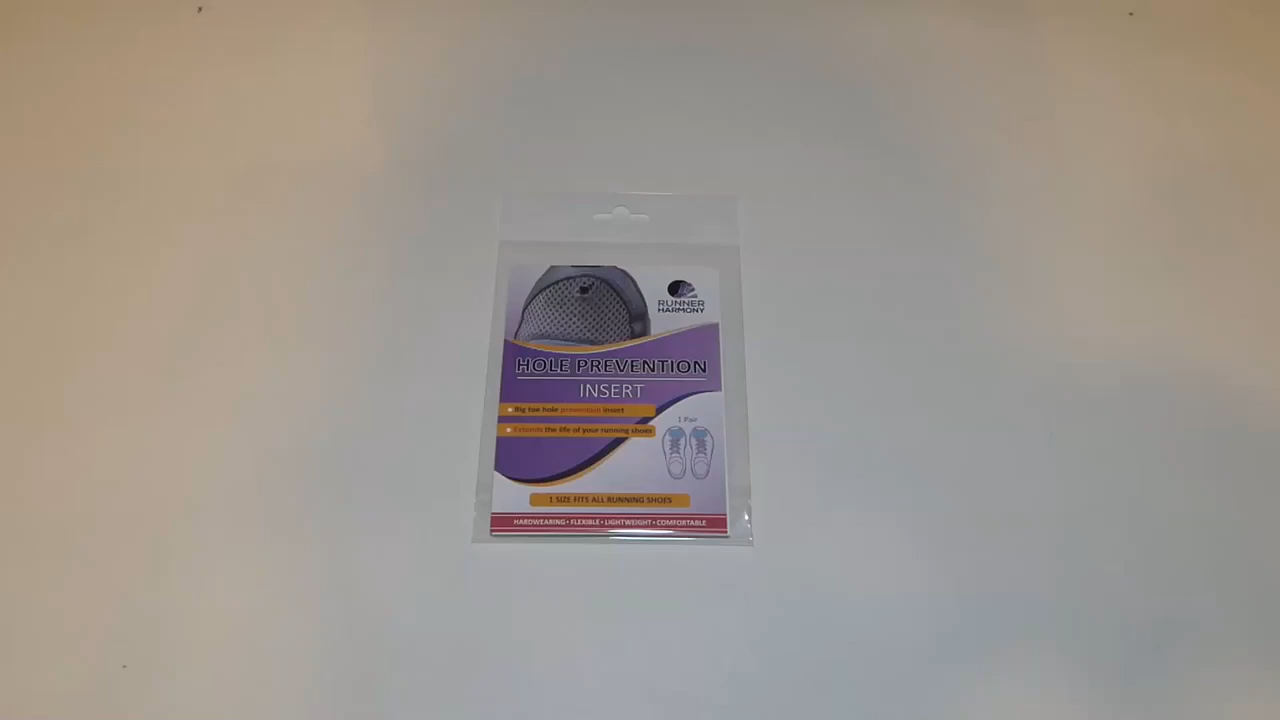 RUNNER
HARMONY
HOLE PREVENTION
INSERT
Big toe hole prevention insert
Extends the life of your running shoes
1 Pair
1 SIZE FITS ALL RUNNING SHOES
HARDWEARING • FLEXIBLE • LIGHTWEIGHT • COMFORTABLE